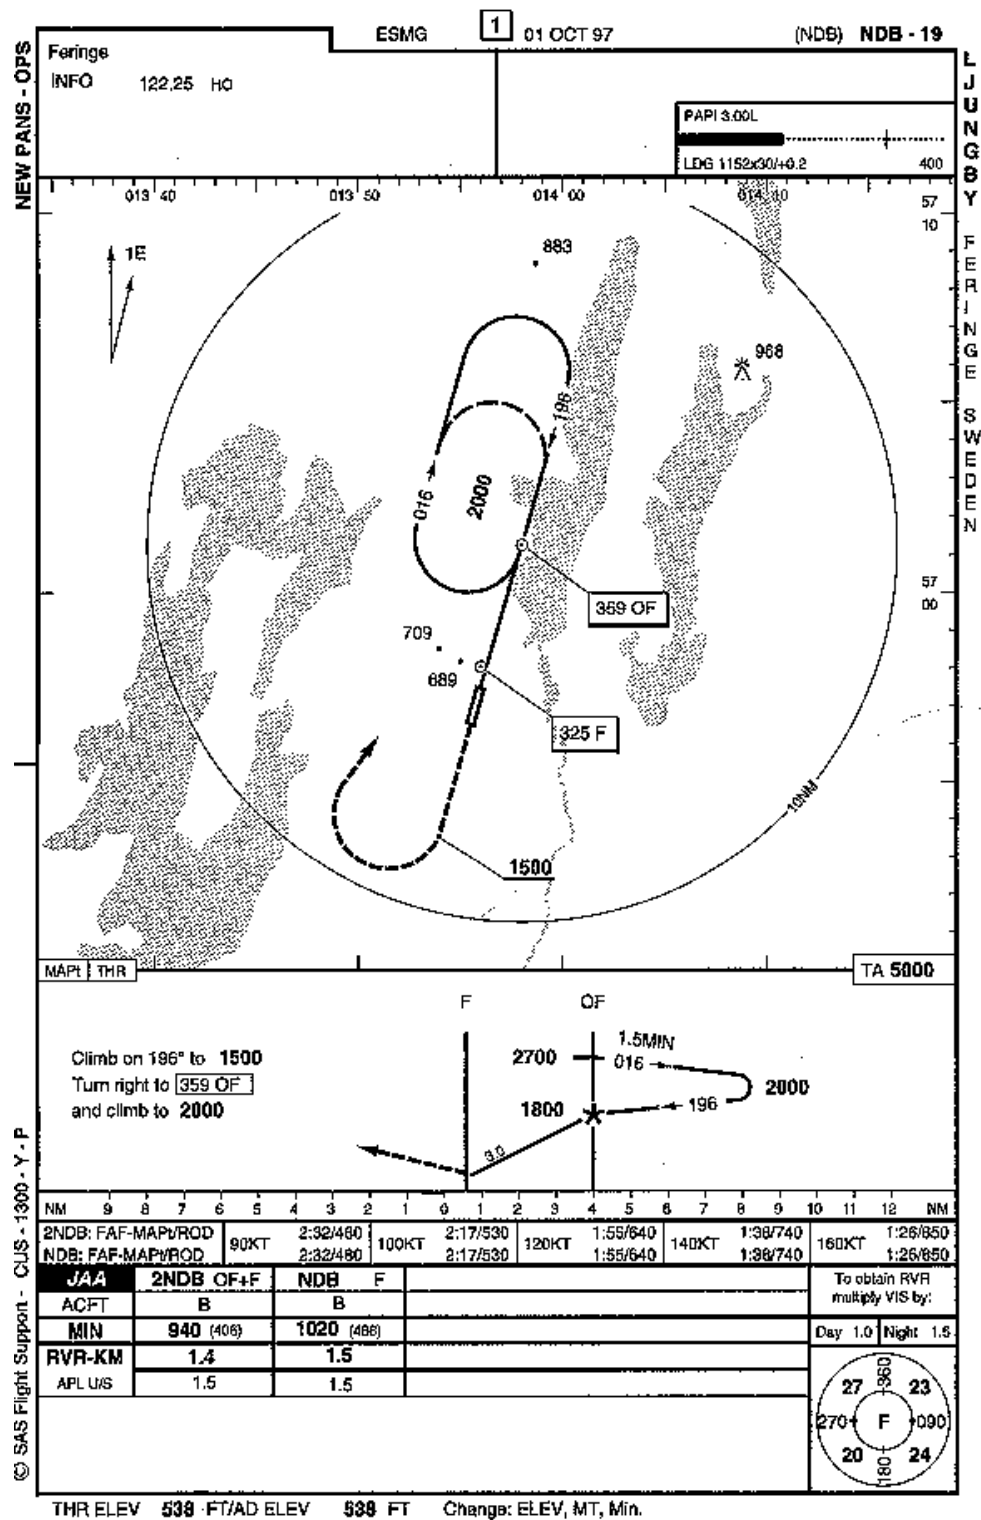 ESMG 1 01 OCT 97 (NDB) NDB - 19
NEW PANS - OPS
Feringe
INFO 122,25 HO
PAPI 3.00L
LDG 1152x30/+0.2 400
LJUNGBY FERINGE SWEDEN
013 40 013 50 014 00 014 10
57
10
1E
883
968
196
016
2000
57
00
359 OF
709
689
325 F
10NM
1500
MAPt THR
TA 5000
F OF
Climb on 196° to 1500
Turn right to 359 OF
and climb to 2000
2700
1.5MIN
016
2000
1800
196
3.0
NM 9 8 7 6 5 4 3 2 1 0 1 2 3 4 5 6 7 8 9 10 11 12 NM
2NDB: FAF-MAPt/ROD 90KT 2:32/480 100KT 2:17/530 120KT 1:55/640 140KT 1:38/740 160KT 1:26/850
NDB: FAF-MAPt/ROD 2:32/480 2:17/530 1:55/640 1:38/740 1:26/850
JAA 2NDB OF+F NDB F
ACFT B B
MIN 940 (406) 1020 (486)
RVR-KM 1.4 1.5
APL U/S 1.5 1.5
To obtain RVR
multiply VIS by:
Day 1.0 Night 1.5
360
27 23
270 F 090
20 24
180
© SAS Flight Support - CUS - 1300 - Y - P
THR ELEV 538 FT/AD ELEV 538 FT Change: ELEV, MT, Min.